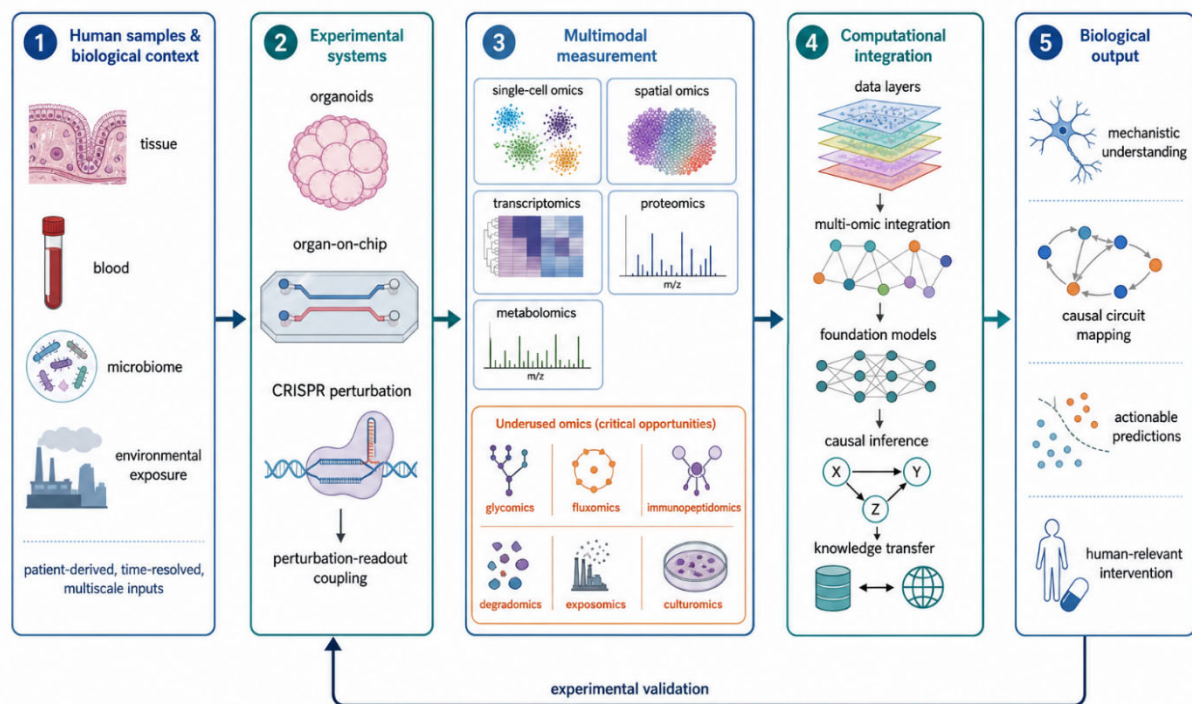 1
Human samples &
biological context
tissue
blood
microbiome
environmental
exposure
patient-derived, time-resolved,
multiscale inputs
2
Experimental
systems
organoids
organ-on-chip
CRISPR perturbation
perturbation-readout
coupling
3
Multimodal
measurement
single-cell omics
spatial omics
transcriptomics
proteomics
m/z
metabolomics
m/z
Underused omics (critical opportunities)
glycomics
fluxomics
immunopeptidomics
degradomics
exposomics
culturomics
4
Computational
integration
data layers
multi-omic integration
foundation models
causal inference
X
Y
Z
knowledge transfer
5
Biological
output
mechanistic
understanding
causal circuit
mapping
actionable
predictions
human-relevant
intervention
experimental validation